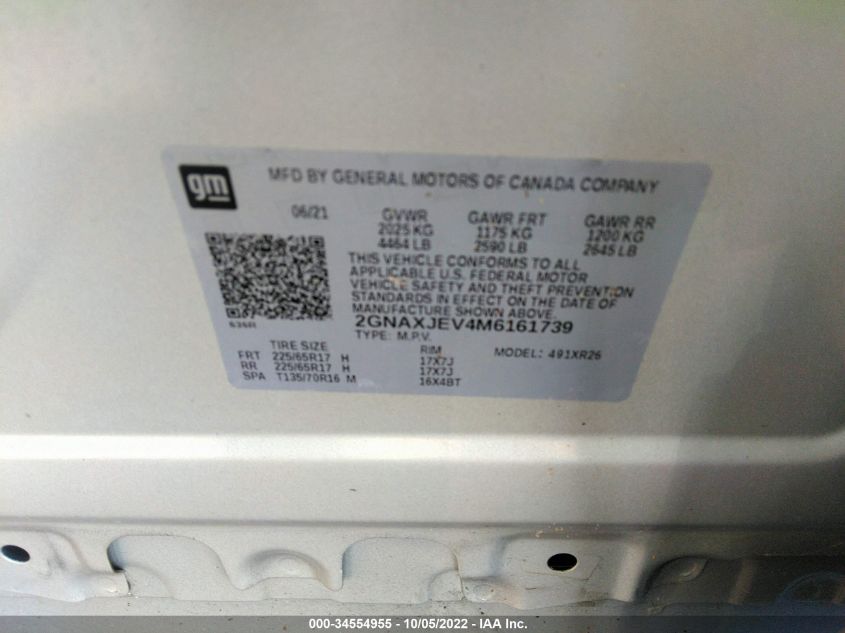 gm
MFD BY GENERAL MOTORS OF CANADA COMPANY
06/21 GVWR GAWR FRT GAWR RR
2025 KG 1175 KG 1200 KG
4464 LB 2590 LB 2645 LB
THIS VEHICLE CONFORMS TO ALL
APPLICABLE U.S. FEDERAL MOTOR
VEHICLE SAFETY AND THEFT PREVENTION
STANDARDS IN EFFECT ON THE DATE OF
MANUFACTURE SHOWN ABOVE.
2GNAXJEV4M6161739
TYPE: M.P.V.
TIRE SIZE RIM MODEL: 491XR26
FRT 225/65R17 H 17X7J
RR 225/65R17 H 17X7J
SPA T135/70R16 M 16X4BT
000-34554955 - 10/05/2022 - IAA Inc.